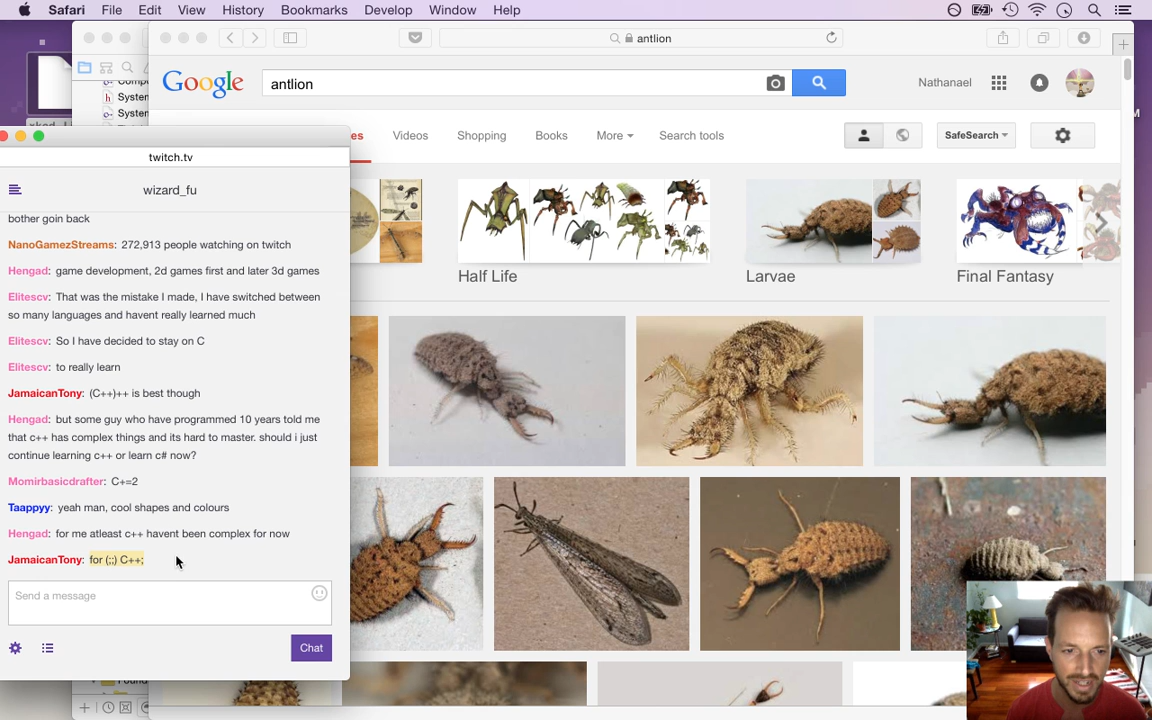 Safari File Edit View History Bookmarks Develop Window Help
antlion
System
System
Google antlion Nathanael
Videos Shopping Books More Search tools SafeSearch
twitch.tv
wizard_fu
bother goin back
NanoGamezStreams: 272,913 people watching on twitch
Hengad: game development, 2d games first and later 3d games
Elitescv: That was the mistake I made, I have switched between
so many languages and havent really learned much
Elitescv: So I have decided to stay on C
Elitescv: to really learn
JamaicanTony: (C++)++ is best though
Hengad: but some guy who have programmed 10 years told me
that c++ has complex things and its hard to master. should i just
continue learning c++ or learn c# now?
Momirbasicdrafter: C+=2
Taappyy: yeah man, cool shapes and colours
Hengad: for me atleast c++ havent been complex for now
JamaicanTony: for (;;) C++;
Send a message
Chat
Half Life
Larvae
Final Fantasy